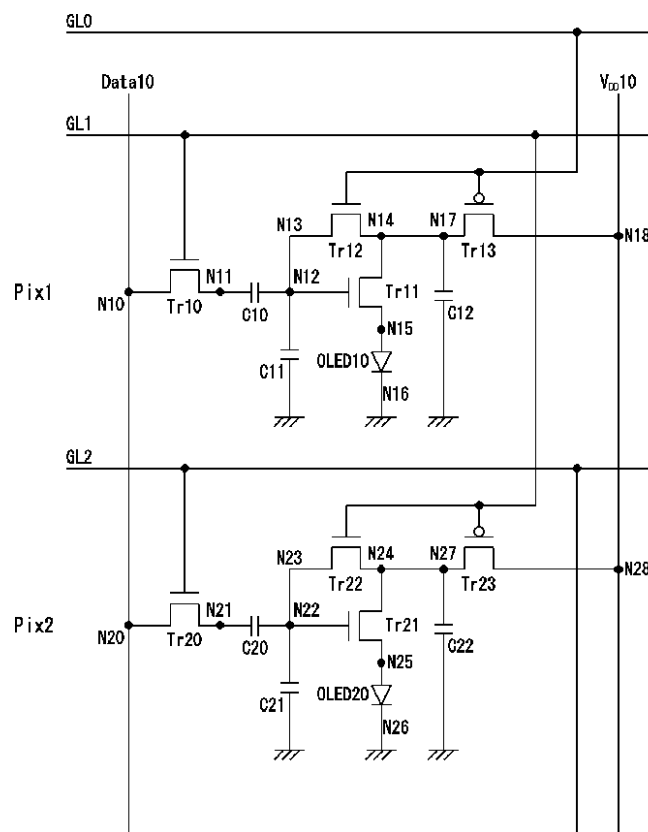 GL0
Data10
VDD10
GL1
N13
N14
N17
N18
Tr12
Tr13
Pix1
N10
N11
N12
Tr11
Tr10
C10
C12
N15
C11
OLED10
N16
GL2
N23
N24
N27
N28
Tr22
Tr23
Pix2
N20
N21
N22
Tr21
Tr20
C20
C22
N25
C21
OLED20
N26